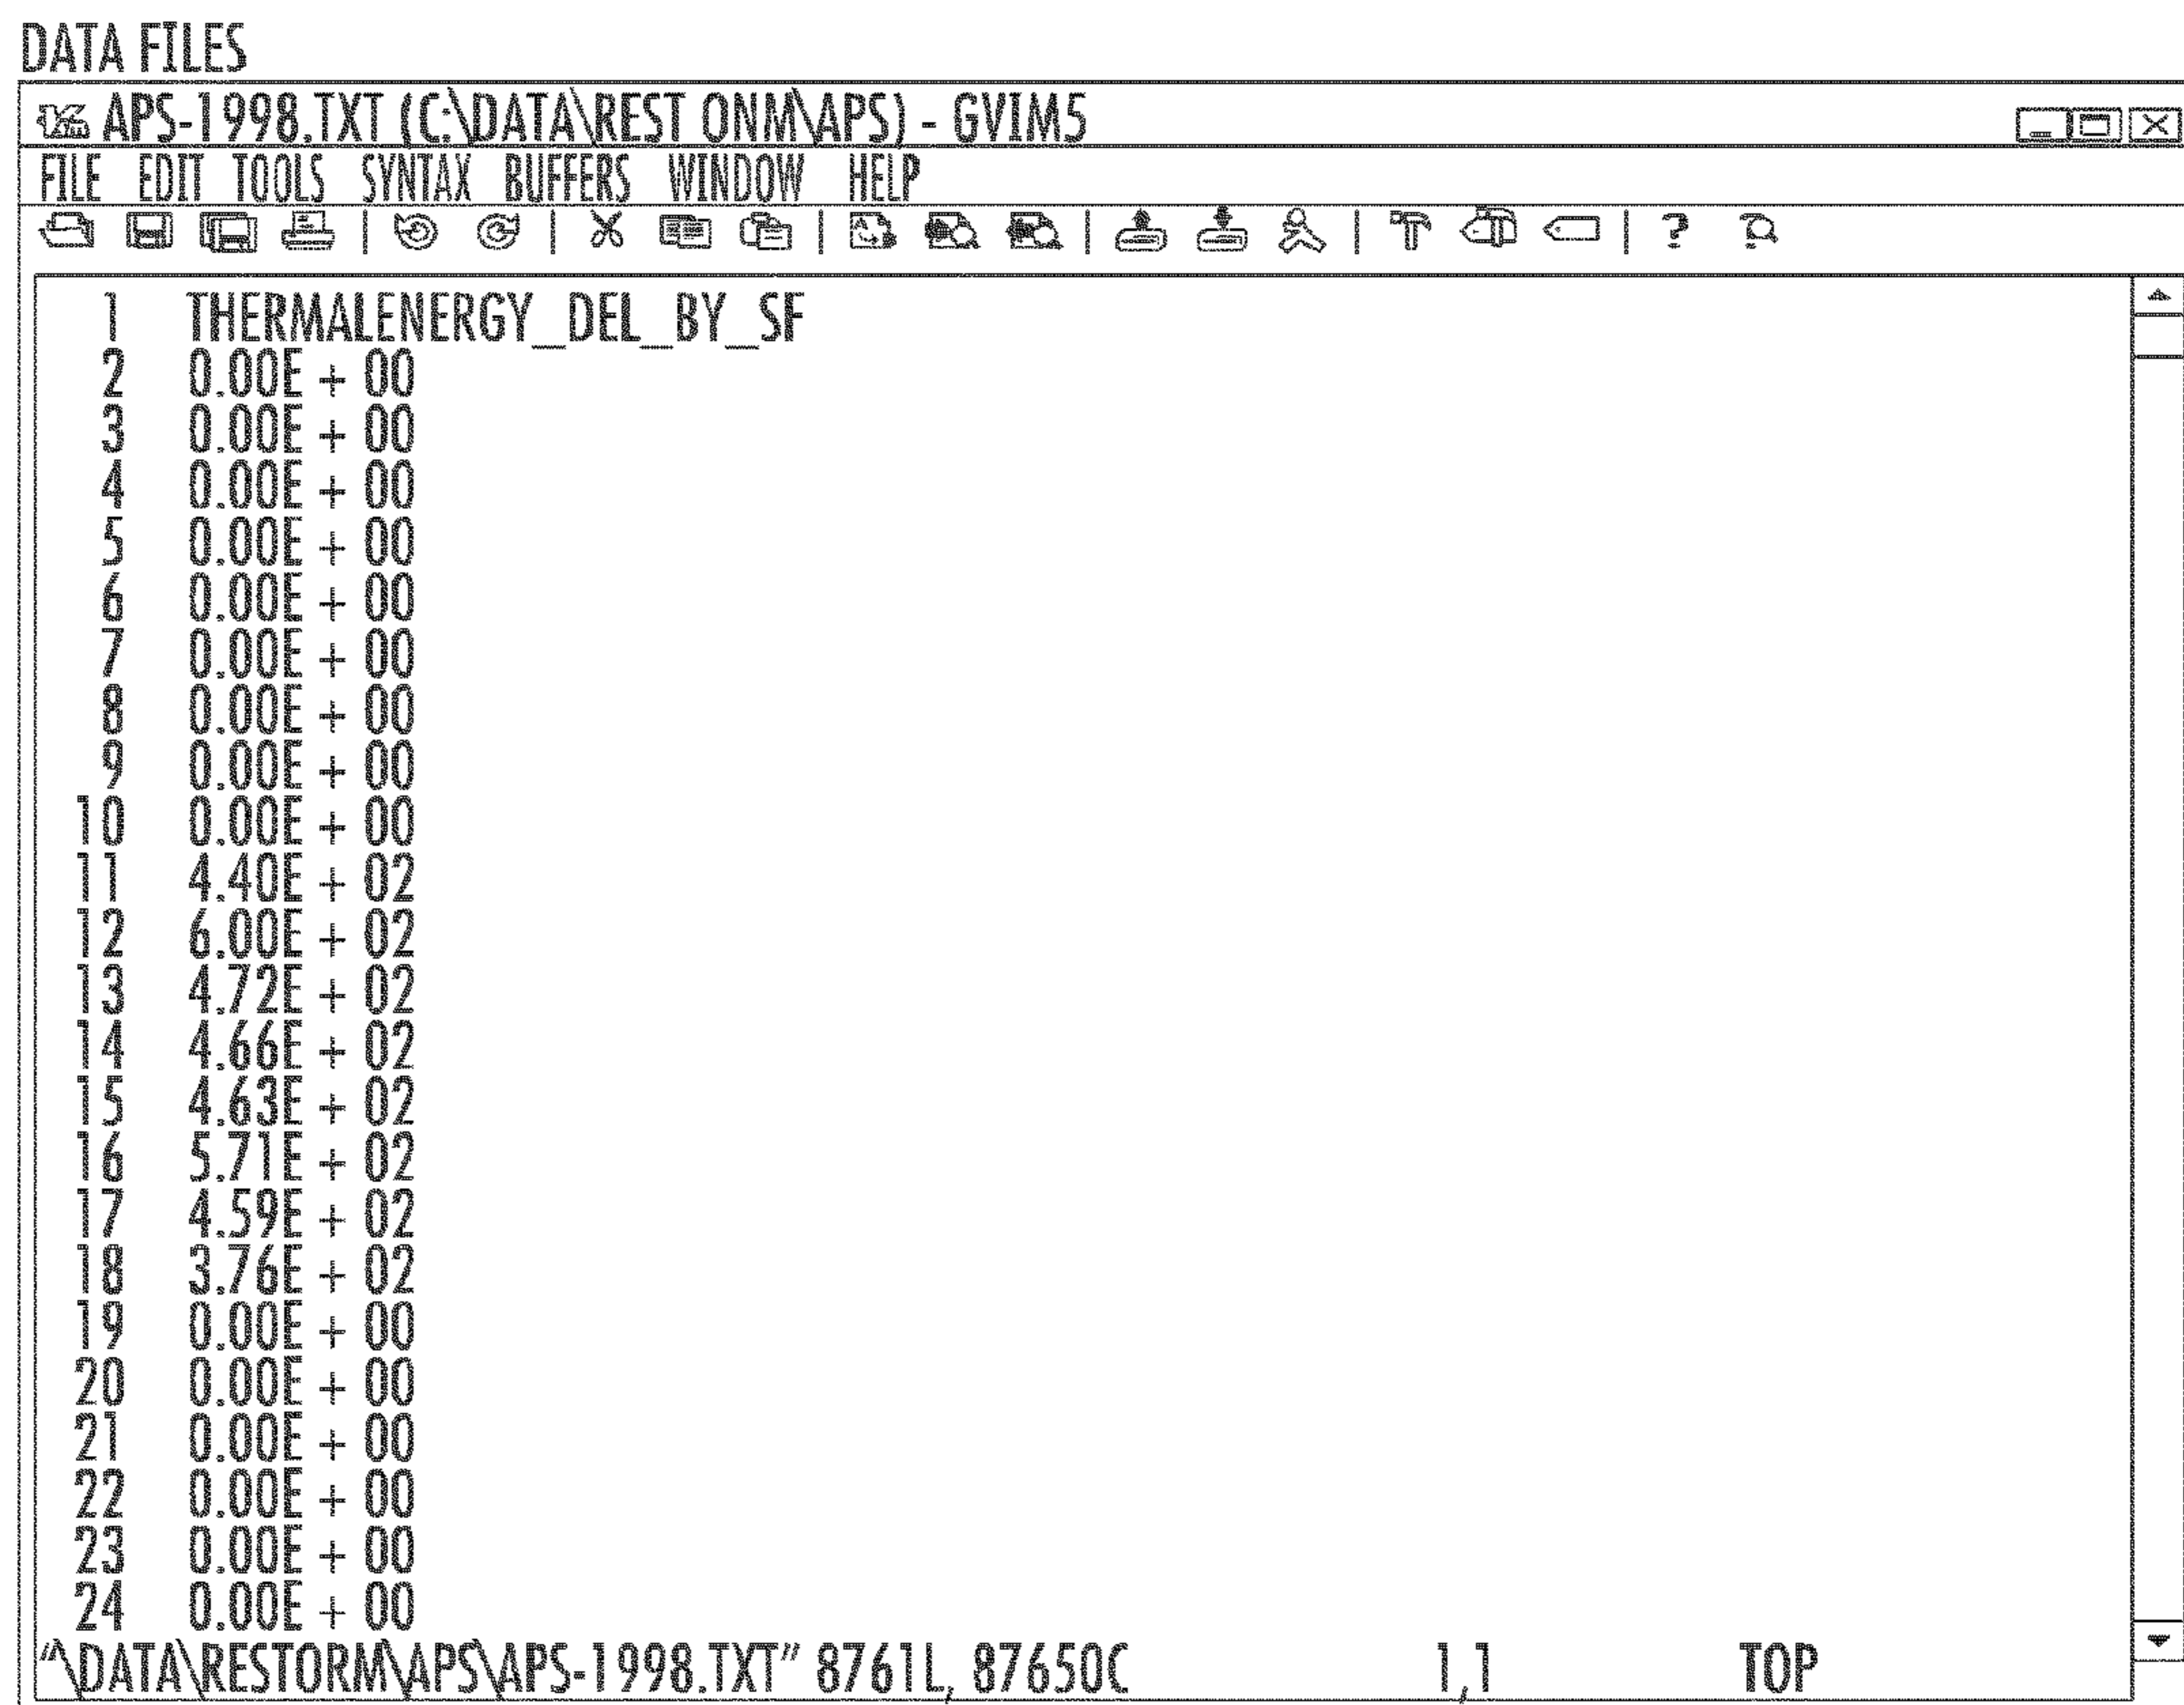 DATA FILES
APS-1998.TXT (C:\DATA\REST ONM\APS) - GVIM5
FILE EDIT TOOLS SYNTAX BUFFERS WINDOW HELP
1 THERMALENERGY_DEL_BY_SF
2 0.00E + 00
3 0.00E + 00
4 0.00E + 00
5 0.00E + 00
6 0.00E + 00
7 0.00E + 00
8 0.00E + 00
9 0.00E + 00
10 0.00E + 00
11 4.40E + 02
12 6.00E + 02
13 4.72E + 02
14 4.66E + 02
15 4.63E + 02
16 5.71E + 02
17 4.59E + 02
18 3.76E + 02
19 0.00E + 00
20 0.00E + 00
21 0.00E + 00
22 0.00E + 00
23 0.00E + 00
24 0.00E + 00
"\DATA\RESTORM\APS\APS-1998.TXT" 8761L, 87650C 1,1 TOP